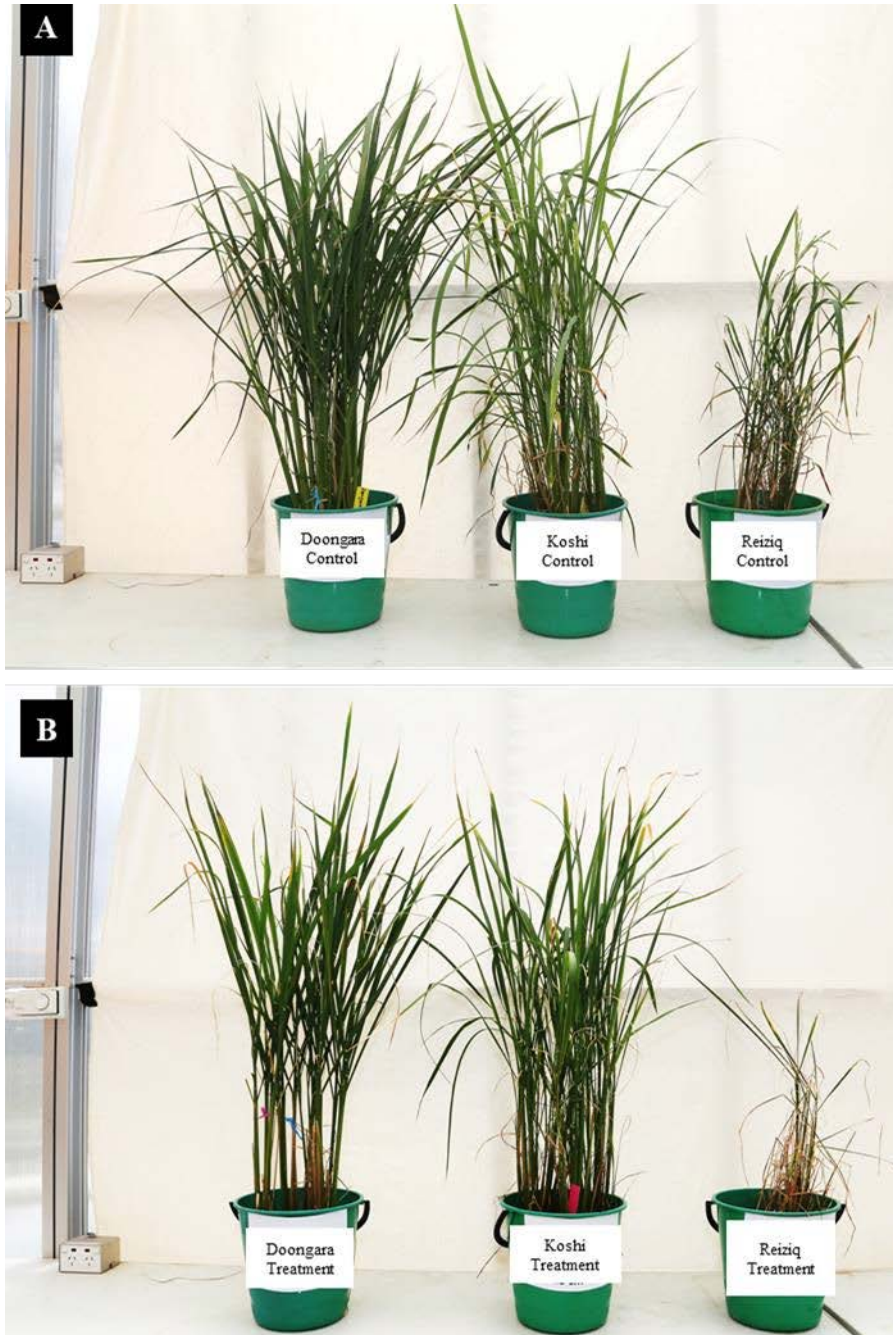 A
Doongara
Control
Koshi
Control
Reiziq
Control
B
Doongara
Treatment
Koshi
Treatment
Reiziq
Treatment